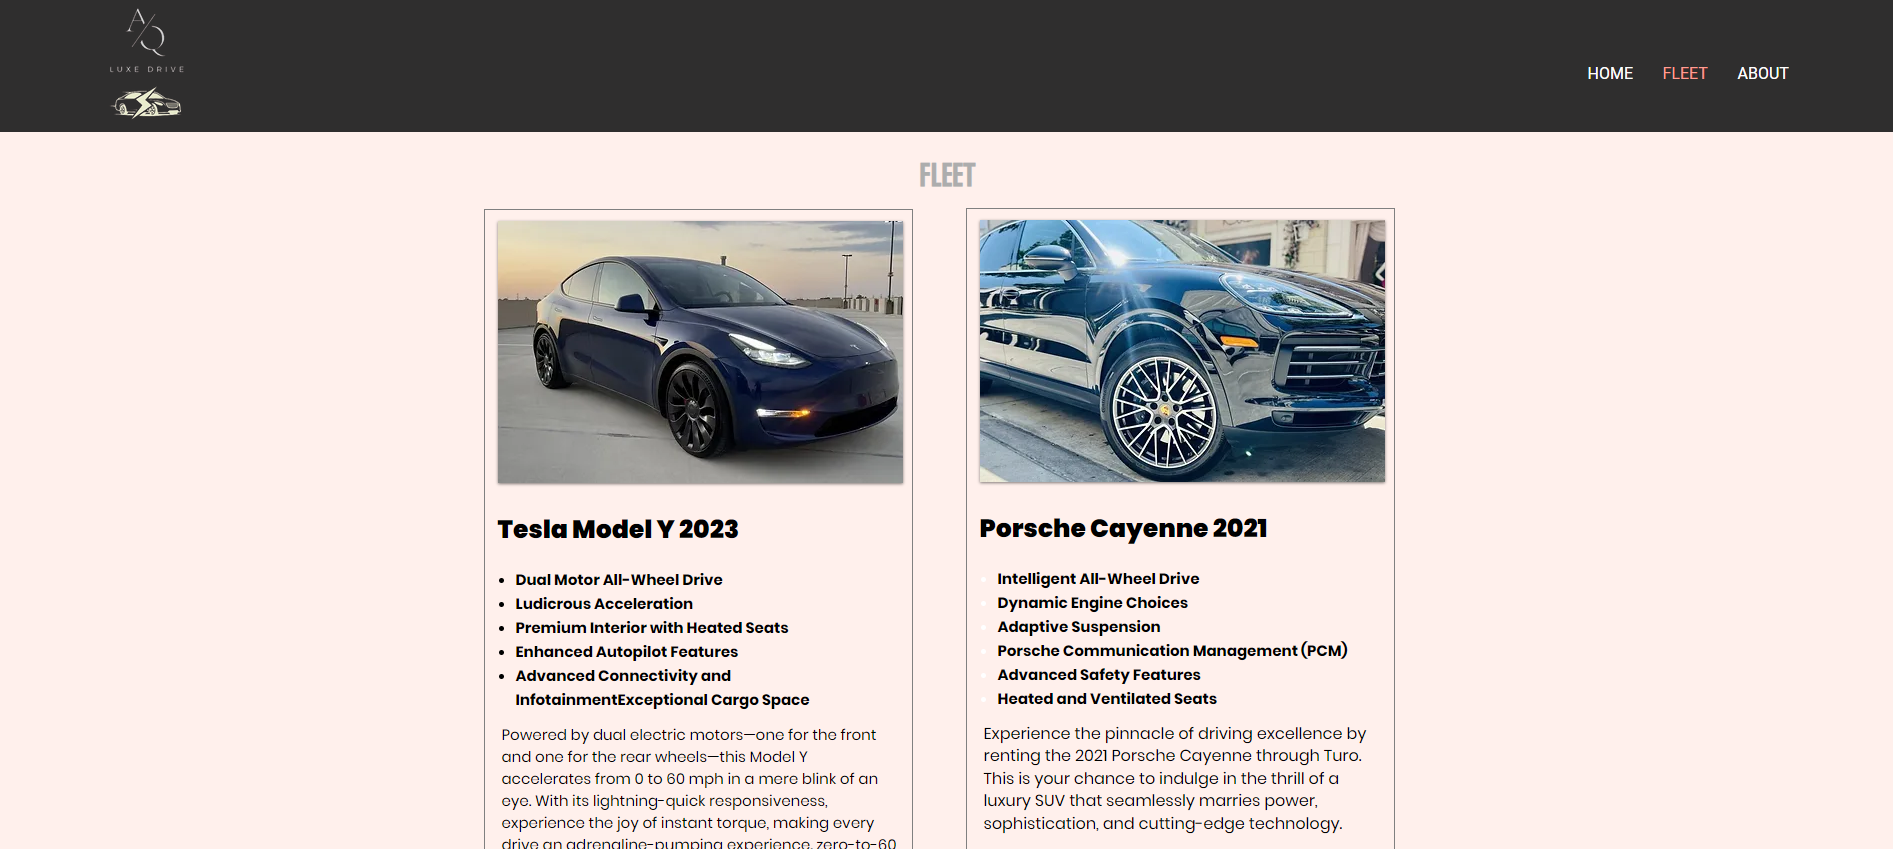 A/Q
LUXE DRIVE
HOME
FLEET
ABOUT
FLEET
Tesla Model Y 2023
• Dual Motor All-Wheel Drive
• Ludicrous Acceleration
• Premium Interior with Heated Seats
• Enhanced Autopilot Features
• Advanced Connectivity and
InfotainmentExceptional Cargo Space
Powered by dual electric motors—one for the front
and one for the rear wheels—this Model Y
accelerates from 0 to 60 mph in a mere blink of an
eye. With its lightning-quick responsiveness,
experience the joy of instant torque, making every
drive an adrenaline-pumping experience. zero-to-60
Porsche Cayenne 2021
• Intelligent All-Wheel Drive
• Dynamic Engine Choices
• Adaptive Suspension
• Porsche Communication Management (PCM)
• Advanced Safety Features
• Heated and Ventilated Seats
Experience the pinnacle of driving excellence by
renting the 2021 Porsche Cayenne through Turo.
This is your chance to indulge in the thrill of a
luxury SUV that seamlessly marries power,
sophistication, and cutting-edge technology.